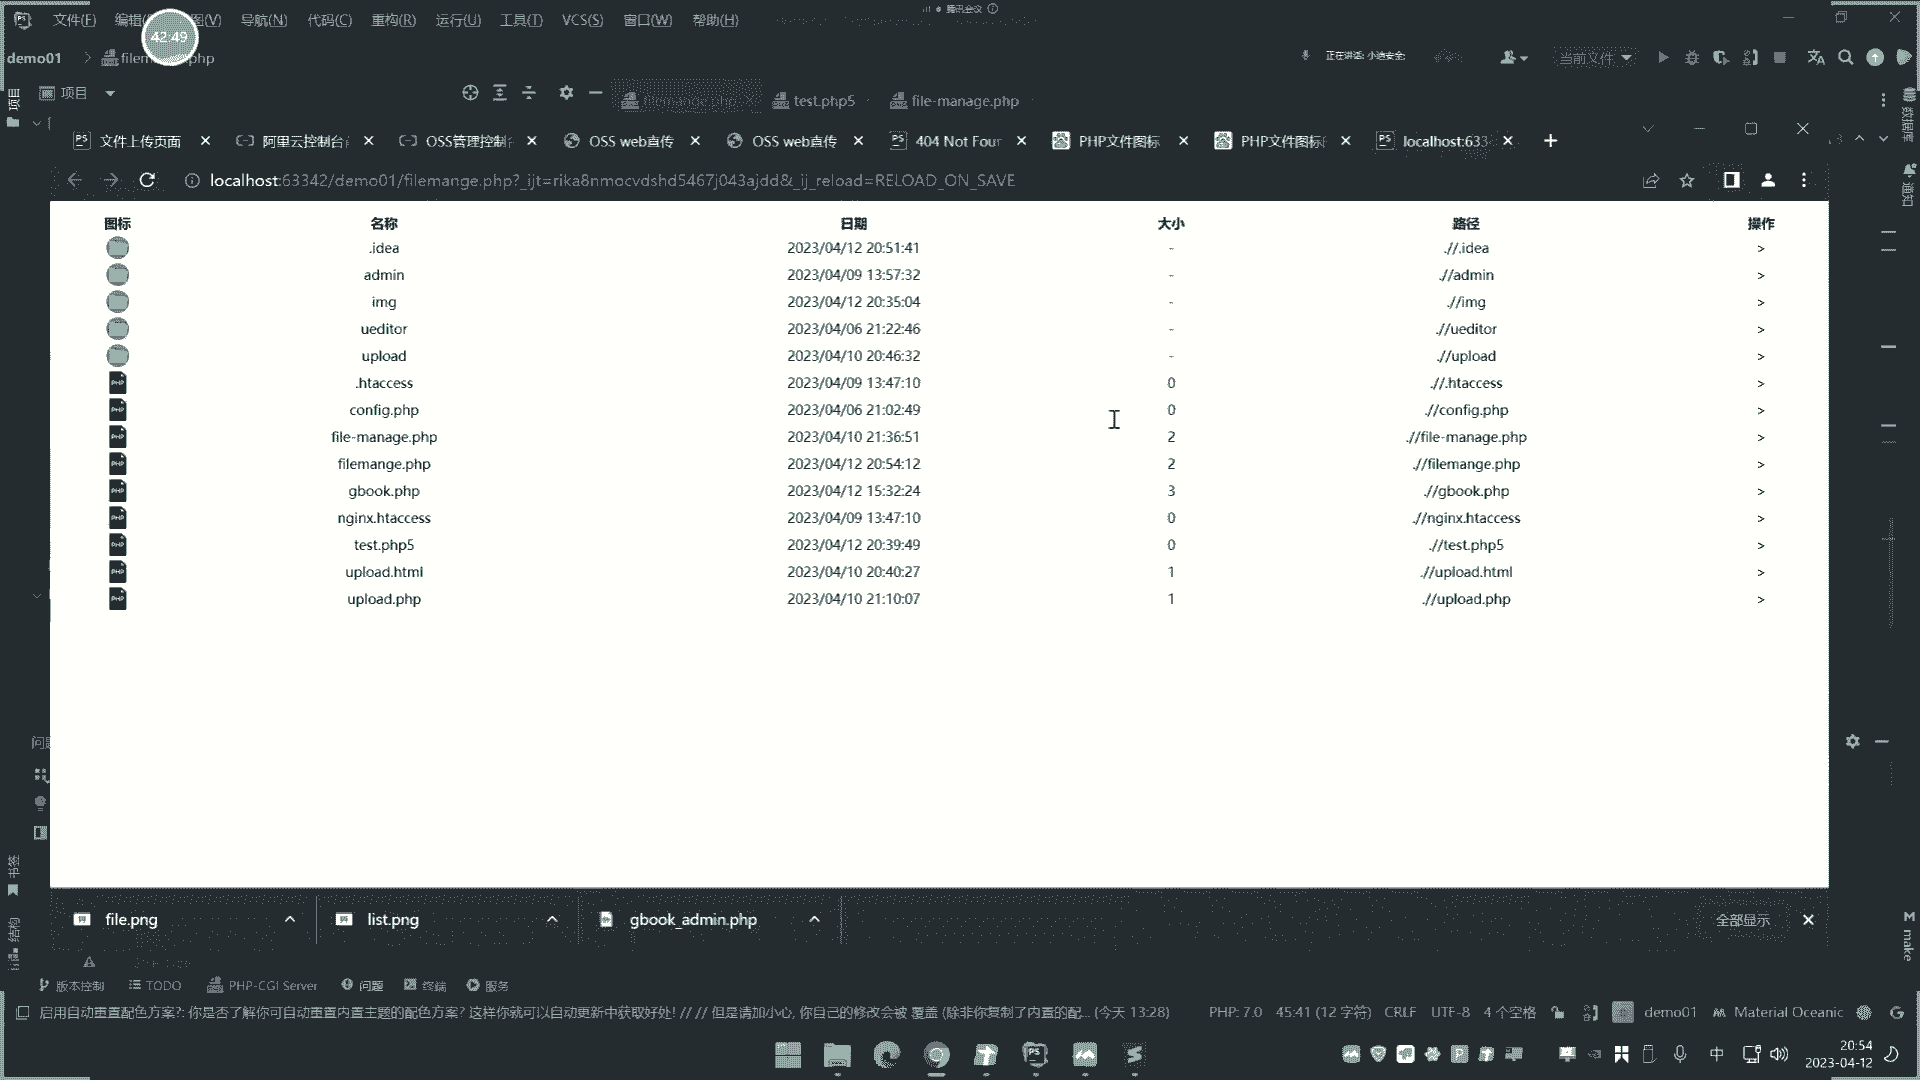 文件(F) 编辑 图(V) 导航(N) 代码(C) 重构(R) 运行(U) 工具(T) VCS(S) 窗口(W) 帮助(H)
腾讯会议
42:49
demo01 filem php
正在讲话: 小迪安全;
当前文件
项目
项目
filemange.php test.php5 file-manage.php
数据库
文件上传页面 阿里云控制台 OSS管理控制 OSS web直传 OSS web直传 404 Not Four PHP文件图标 PHP文件图标 localhost:633
通知
localhost:63342/demo01/filemange.php?_ijt=rika8nmocvdshd5467j043ajdd&_ij_reload=RELOAD_ON_SAVE
图标 名称 日期 大小 路径 操作
.idea 2023/04/12 20:51:41 - .//.idea >
admin 2023/04/09 13:57:32 - .//admin >
img 2023/04/12 20:35:04 - .//img >
ueditor 2023/04/06 21:22:46 - .//ueditor >
upload 2023/04/10 20:46:32 - .//upload >
PHP .htaccess 2023/04/09 13:47:10 0 .//.htaccess >
PHP config.php 2023/04/06 21:02:49 0 .//config.php >
PHP file-manage.php 2023/04/10 21:36:51 2 .//file-manage.php >
PHP filemange.php 2023/04/12 20:54:12 2 .//filemange.php >
PHP gbook.php 2023/04/12 15:32:24 3 .//gbook.php >
PHP nginx.htaccess 2023/04/09 13:47:10 0 .//nginx.htaccess >
PHP test.php5 2023/04/12 20:39:49 0 .//test.php5 >
PHP upload.html 2023/04/10 20:40:27 1 .//upload.html >
PHP upload.php 2023/04/10 21:10:07 1 .//upload.php >
问题
书签
结构
M make
file.png list.png gbook_admin.php 全部显示
版本控制 TODO PHP-CGI Server 问题 终端 服务
启用自动重置配色方案?: 你是否了解你可自动重置内置主题的配色方案? 这样你就可以自动更新中获取好处! // // 但是请加小心, 你自己的修改会被 覆盖 (除非你复制了内置的配... (今天 13:28) PHP: 7.0 45:41 (12 字符) CRLF UTF-8 4 个空格 demo01 Material Oceanic
中
20:54
2023-04-12